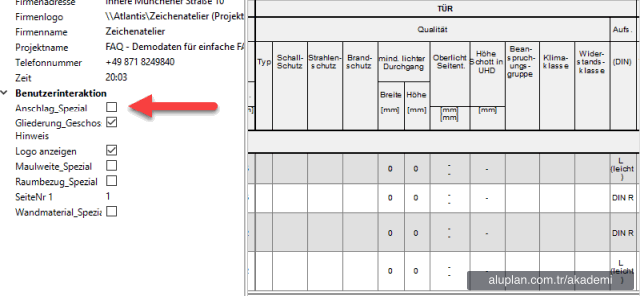 Firmenadresse Innere Münchener Straße 10
Firmenlogo \\Atlantis\Zeichenatelier (Projekt
Firmenname Zeichenatelier
Projektname FAQ - Demodaten für einfache FA
Telefonnummer +49 871 8249840
Zeit 20:03
Benutzerinteraktion
Anschlag_Spezial
Gliederung_Geschos
Hinweis
Logo anzeigen
Maulweite_Spezial
Raumbezug_Spezial
SeiteNr 1 1
Wandmaterial_Spezia
TÜR
Qualität Aufs.
Typ Schall- Schutz Strahlen- schutz Brand- schutz mind. lichter Durchgang Oberlicht Seitent. Höhe Schott in UHD Bean- spruch- ungs- gruppe Klima- klasse Wider- stands- klasse (DIN)
Breite Höhe
[mm] [mm] [mm] [mm] [mm]
0 0 - - - L (leicht )
0 0 - - - DIN R
0 0 - - - DIN R
0 0 - - L (leicht )
aluplan.com/akademi